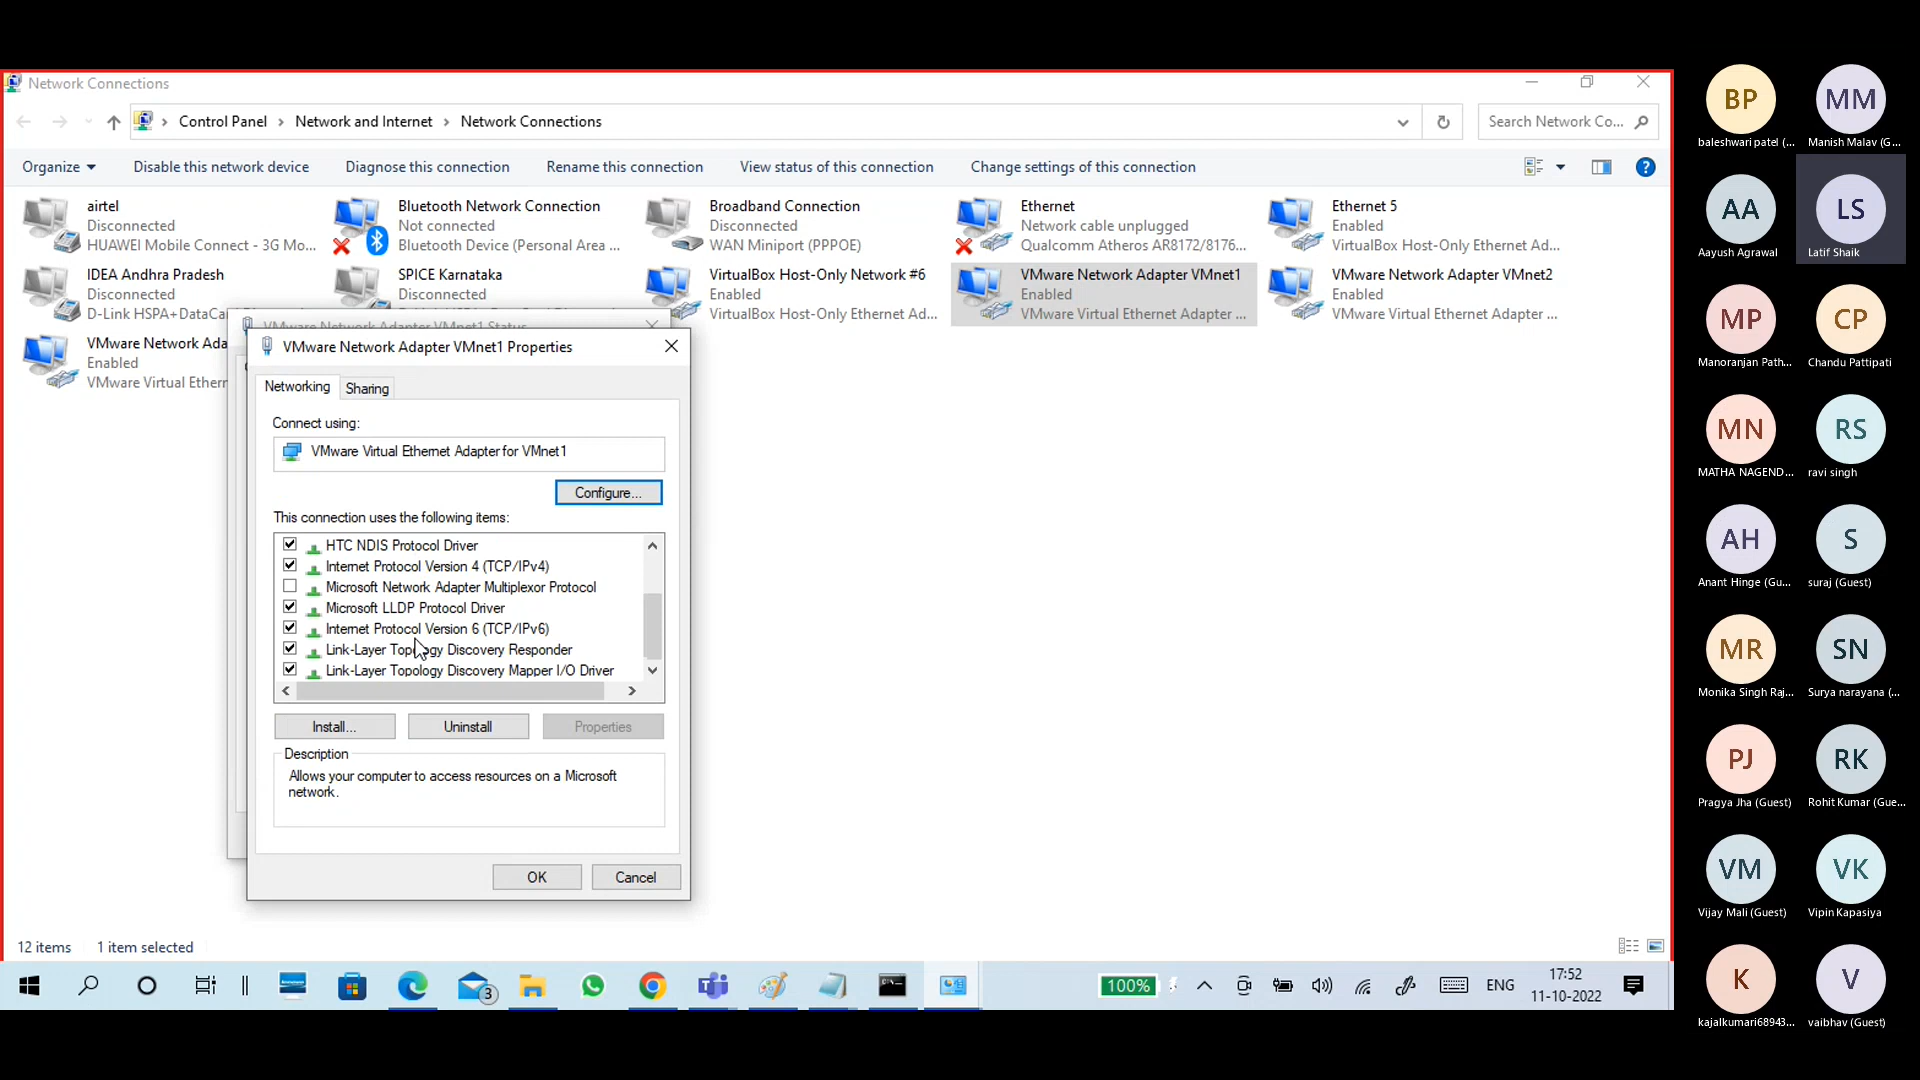 Network Connections
Control Panel > Network and Internet > Network Connections
Search Network Co...
Organize
Disable this network device
Diagnose this connection
Rename this connection
View status of this connection
Change settings of this connection
airtel
Disconnected
HUAWEI Mobile Connect - 3G Mo...
Bluetooth Network Connection
Not connected
Bluetooth Device (Personal Area ...
Broadband Connection
Disconnected
WAN Miniport (PPPOE)
Ethernet
Network cable unplugged
Qualcomm Atheros AR8172/8176...
Ethernet 5
Enabled
VirtualBox Host-Only Ethernet Ad...
IDEA Andhra Pradesh
Disconnected
D-Link HSPA+DataCa
SPICE Karnataka
Disconnected
VirtualBox Host-Only Network #6
Enabled
VirtualBox Host-Only Ethernet Ad...
VMware Network Adapter VMnet1
Enabled
VMware Virtual Ethernet Adapter ...
VMware Network Adapter VMnet2
Enabled
VMware Virtual Ethernet Adapter ...
VMware Network Ada
Enabled
VMware Virtual Ethern
VMware Network Adapter VMnet1 Status
VMware Network Adapter VMnet1 Properties
Networking
Sharing
Connect using:
VMware Virtual Ethernet Adapter for VMnet1
Configure...
This connection uses the following items:
HTC NDIS Protocol Driver
Internet Protocol Version 4 (TCP/IPv4)
Microsoft Network Adapter Multiplexor Protocol
Microsoft LLDP Protocol Driver
Internet Protocol Version 6 (TCP/IPv6)
Link-Layer Topology Discovery Responder
Link-Layer Topology Discovery Mapper I/O Driver
Install...
Uninstall
Properties
Description
Allows your computer to access resources on a Microsoft
network.
OK
Cancel
12 items
1 item selected
3
100%
ENG
17:52
11-10-2022
BP
baleshwari patel (...
MM
Manish Malav (G...
AA
Aayush Agrawal
LS
Latif Shaik
MP
Manoranjan Path...
CP
Chandu Pattipati
MN
MATHA NAGEND...
RS
ravi singh
AH
Anant Hinge (Gu...
S
suraj (Guest)
MR
Monika Singh Raj...
SN
Surya narayana (...
PJ
Pragya Jha (Guest)
RK
Rohit Kumar (Gue...
VM
Vijay Mali (Guest)
VK
Vipin Kapasiya
K
kajalkumari68943...
V
vaibhav (Guest)